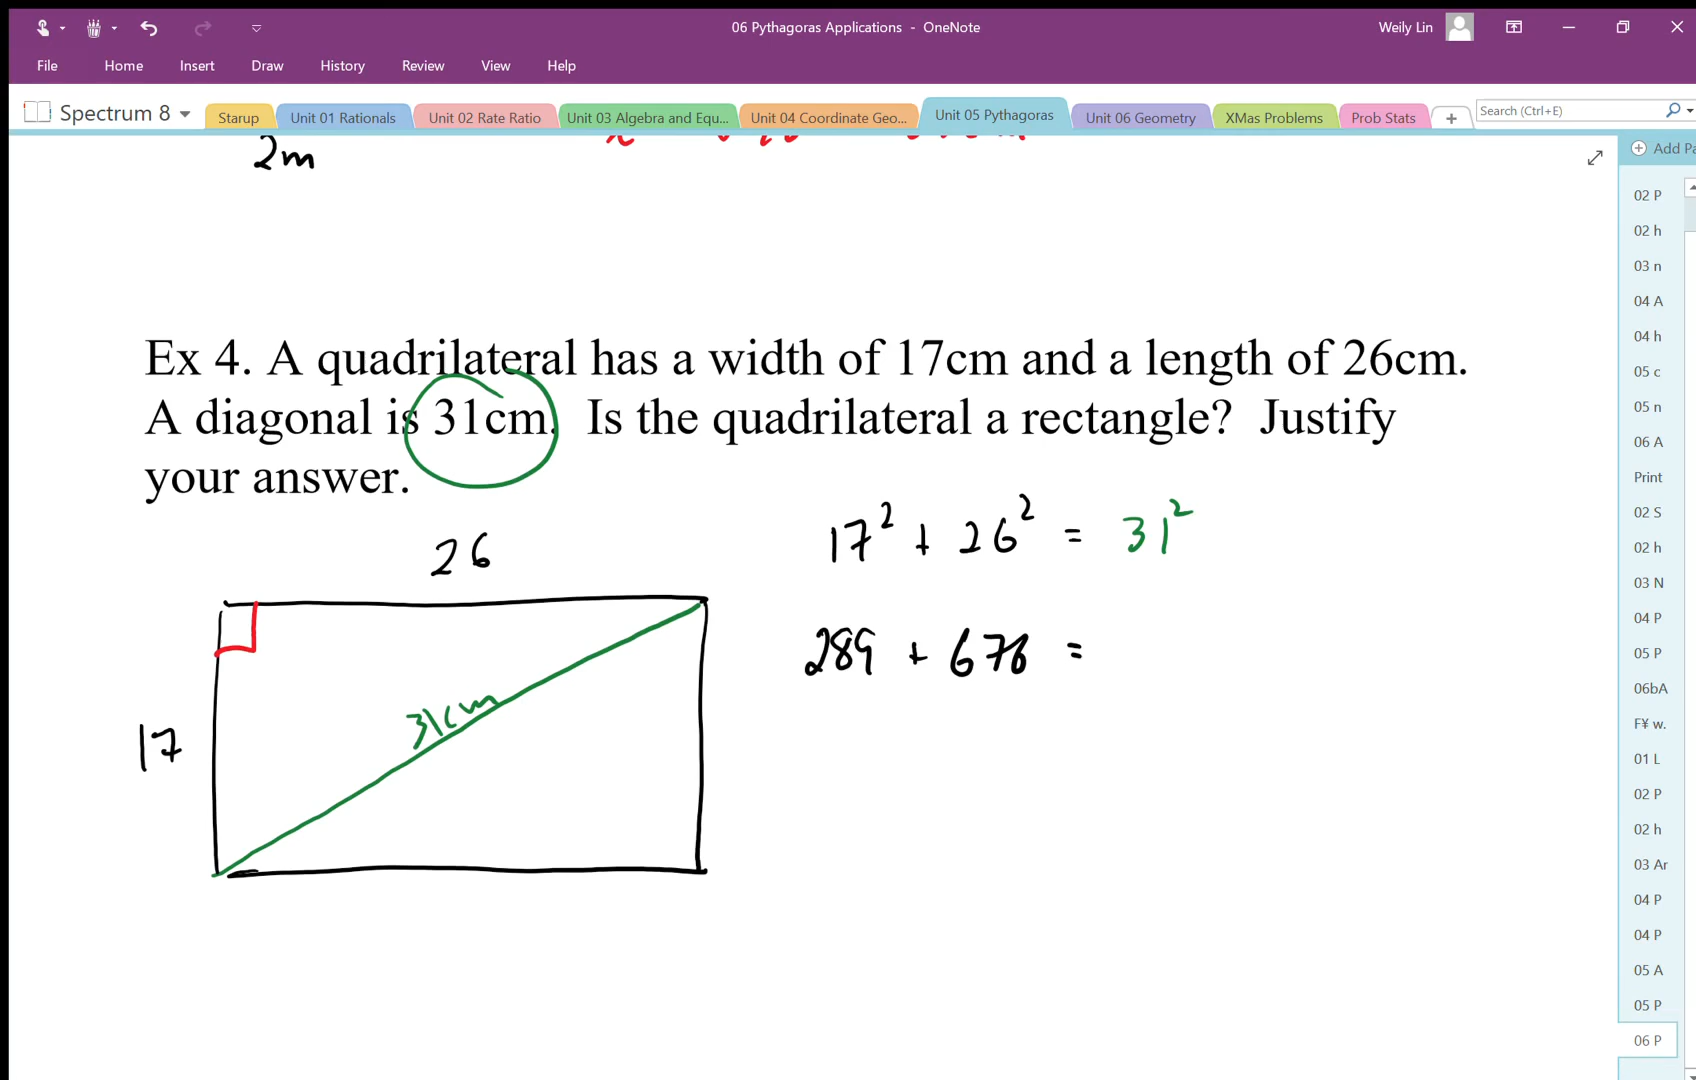 06 Pythagoras Applications - OneNote
Weily Lin
File Home Insert Draw History Review View Help
Spectrum 8
Starup Unit 01 Rationals Unit 02 Rate Ratio Unit 03 Algebra and Equ... Unit 04 Coordinate Geo... Unit 05 Pythagoras Unit 06 Geometry XMas Problems Prob Stats +
Search (Ctrl+E)
Add Pa
2m
Ex 4. A quadrilateral has a width of 17cm and a length of 26cm.
A diagonal is 31cm. Is the quadrilateral a rectangle? Justify
your answer.
17² + 26² = 31²
26
289 + 676 =
31cm
17
02 P
02 h
03 n
04 A
04 h
05 c
05 n
06 A
Print
02 S
02 h
03 N
04 P
05 P
06bA
F¥ w.
01 L
02 P
02 h
03 Ar
04 P
04 P
05 A
05 P
06 P